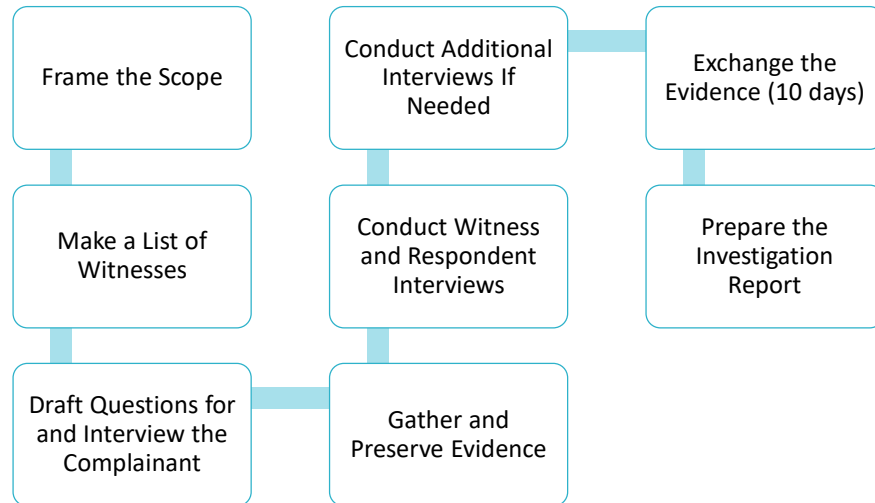 Frame the Scope
Make a List of
Witnesses
Draft Questions for
and Interview the
Complainant
Gather and
Preserve Evidence
Conduct Witness
and Respondent
Interviews
Conduct Additional
Interviews If
Needed
Exchange the
Evidence (10 days)
Prepare the
Investigation
Report